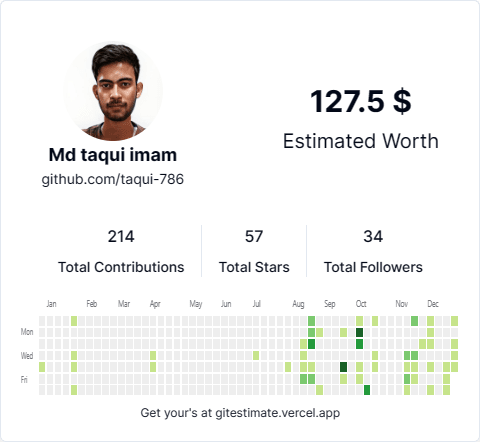 127.5 $
Estimated Worth
Md taqui imam
github.com/taqui-786
214
57
34
Total Contributions
Total Stars
Total Followers
Jan Feb Mar Apr May Jun Jul Aug Sep Oct Nov Dec
Mon
Wed
Fri
Get your's at gitestimate.vercel.app